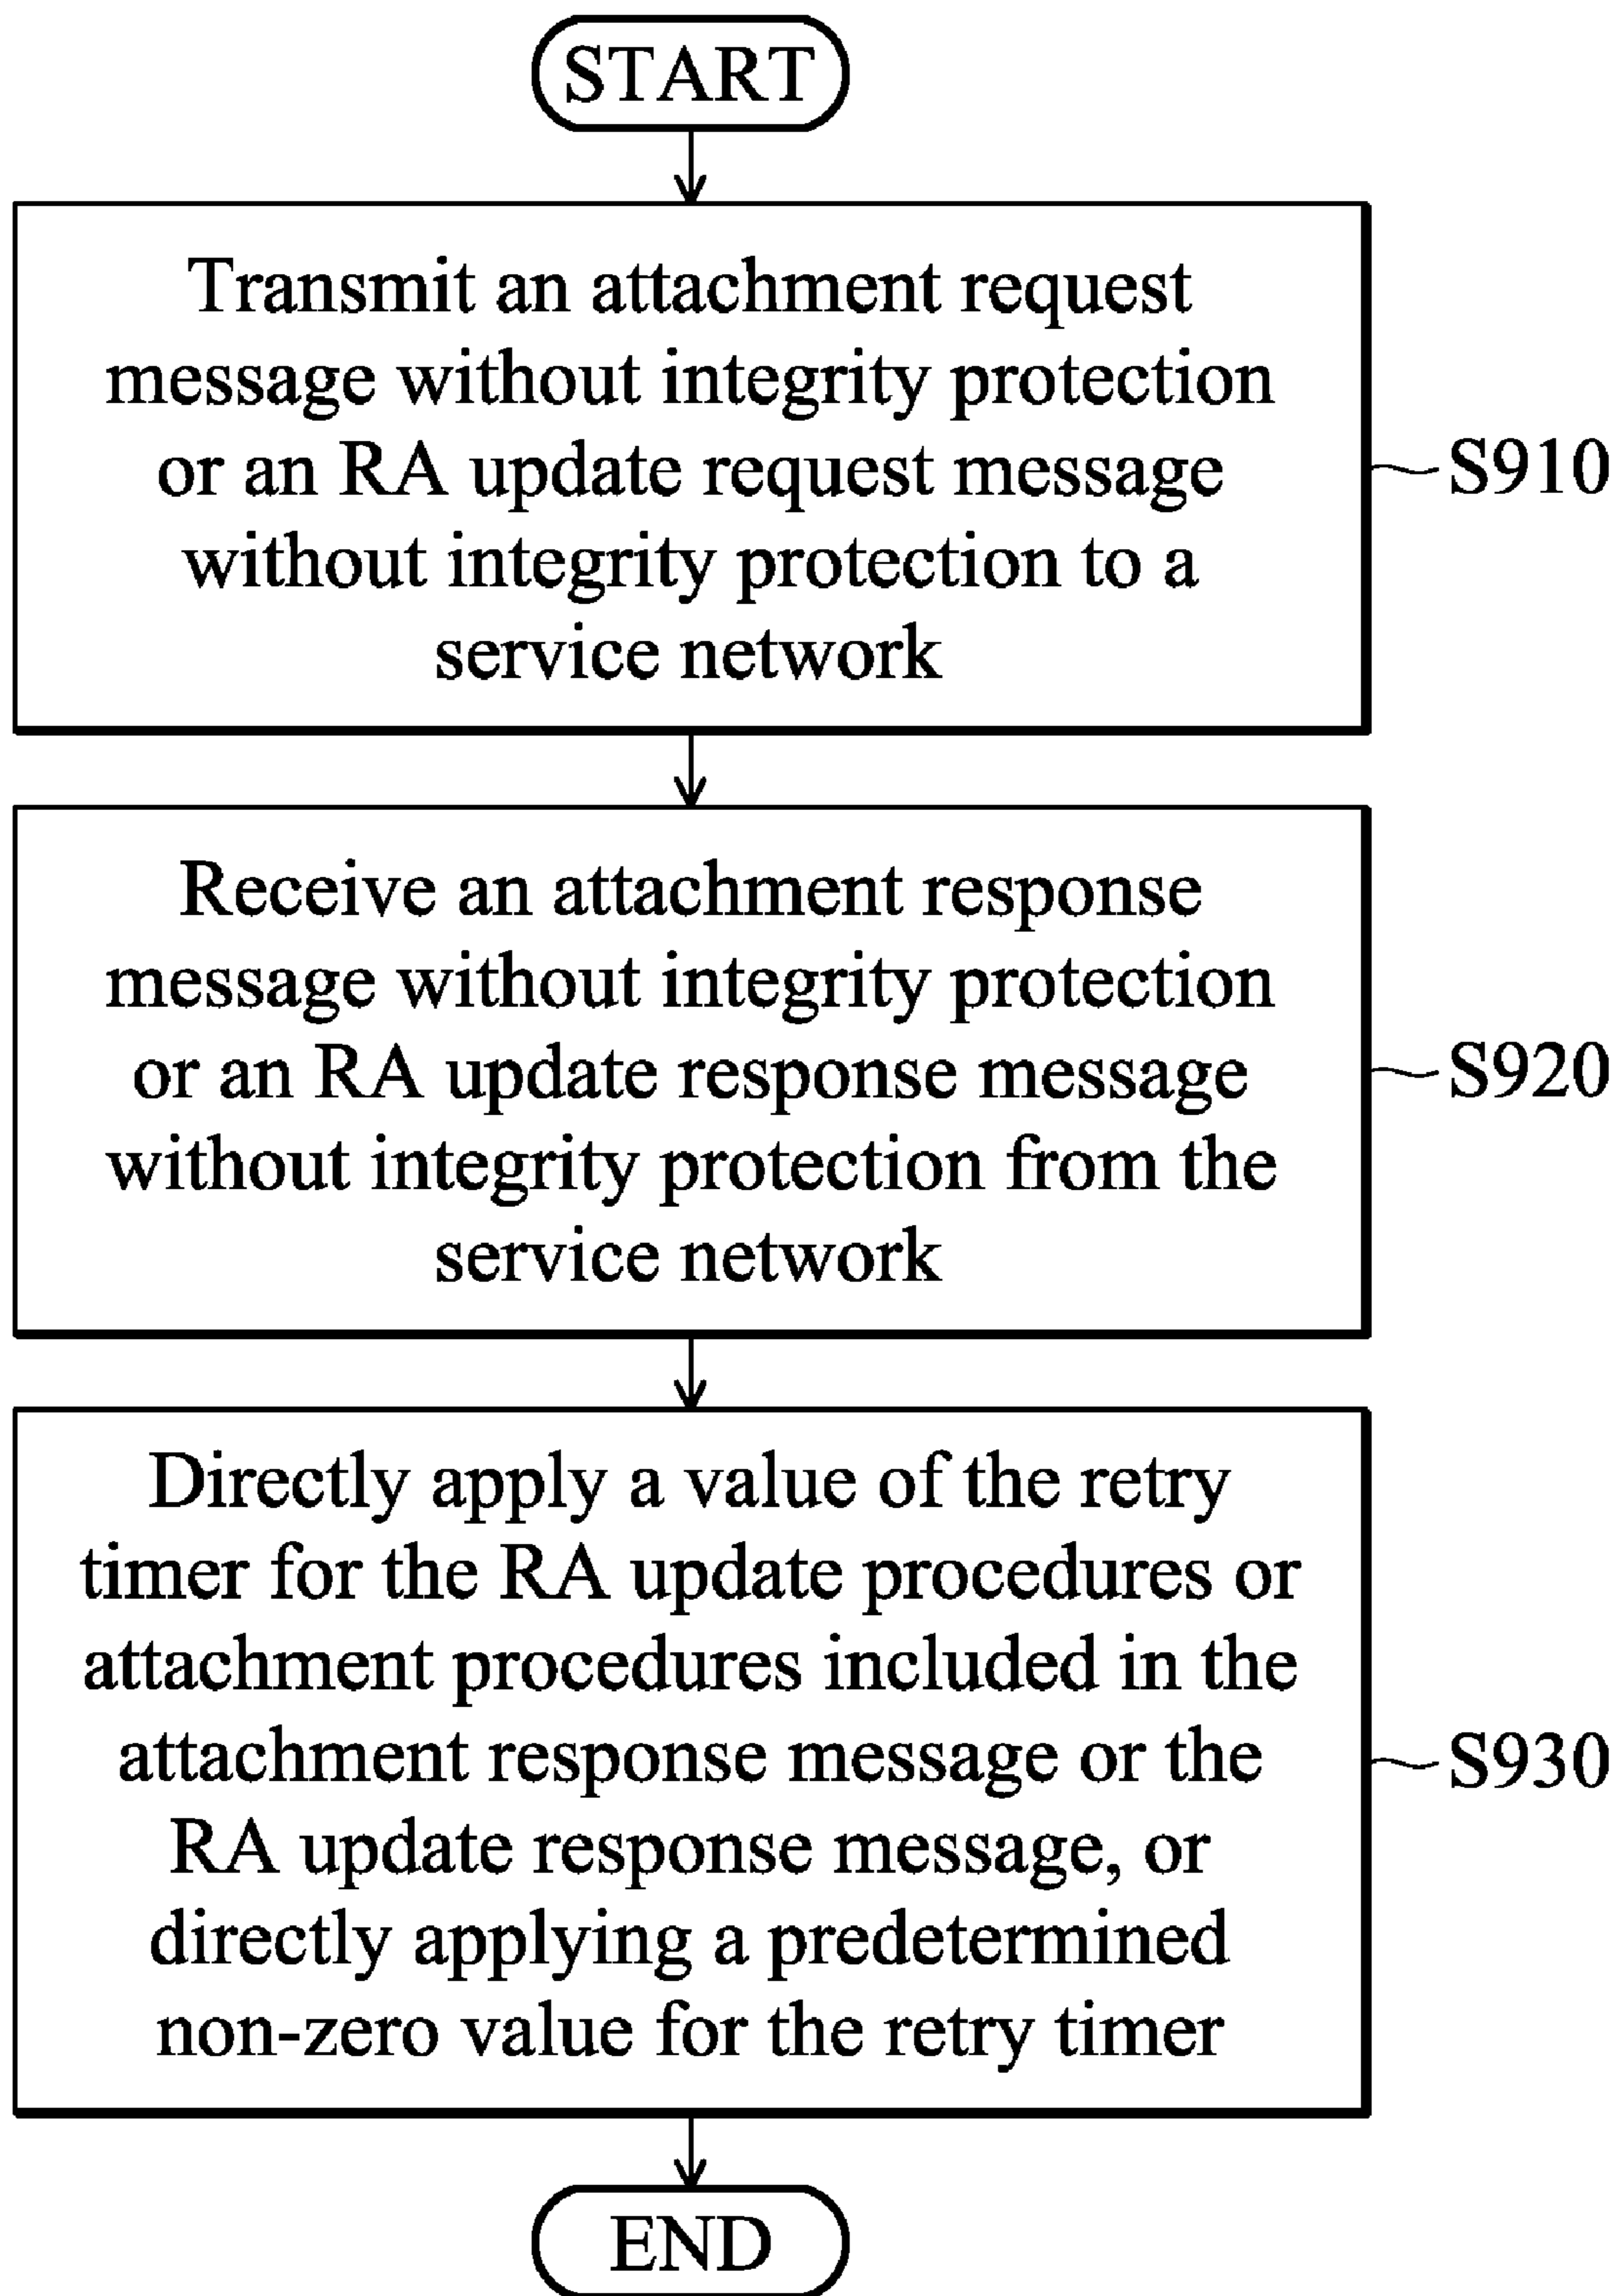 START
Transmit an attachment request
message without integrity protection
or an RA update request message
without integrity protection to a
service network
S910
Receive an attachment response
message without integrity protection
or an RA update response message
without integrity protection from the
service network
S920
Directly apply a value of the retry
timer for the RA update procedures or
attachment procedures included in the
attachment response message or the
RA update response message, or
directly applying a predetermined
non-zero value for the retry timer
S930
END